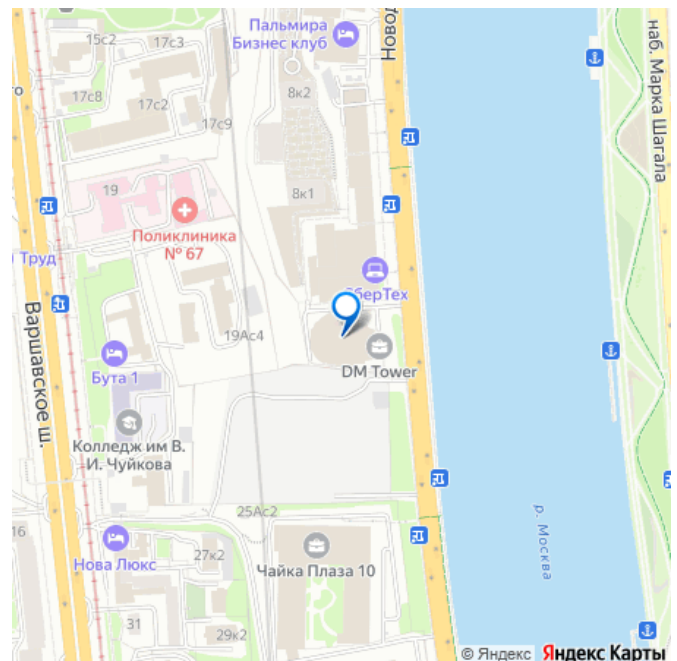 15с2
17с3
Пальмира
Бизнес клуб
Новод
наб. Марка Шагала
17с8
17с2
17с9
8к2
ого
19
8к1
Поликлиника
№ 67
Труд
СберТех
Варшавское ш.
19Ас4
Бута 1
DM Tower
Колледж им В.
И. Чуйкова
25Ас2
р. Москва
16
Нова Люкс
27к2
Чайка Плаза 10
31
29к2
© Яндекс Яндекс Карты